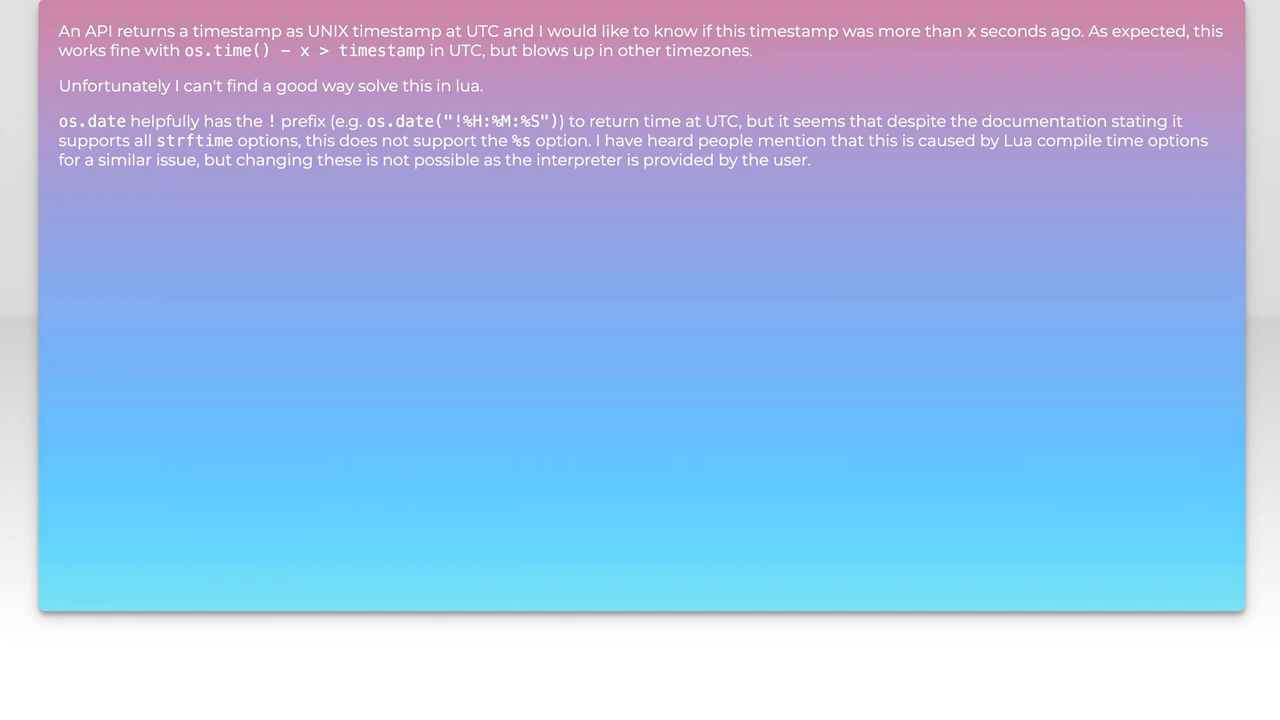 An API returns a timestamp as UNIX timestamp at UTC and I would like to know if this timestamp was more than x seconds ago. As expected, this
works fine with os.time() - x > timestamp in UTC, but blows up in other timezones.
Unfortunately I can't find a good way solve this in lua.
os.date helpfully has the ! prefix (e.g. os.date("!%H:%M:%S")) to return time at UTC, but it seems that despite the documentation stating it
supports all strftime options, this does not support the %s option. I have heard people mention that this is caused by Lua compile time options
for a similar issue, but changing these is not possible as the interpreter is provided by the user.